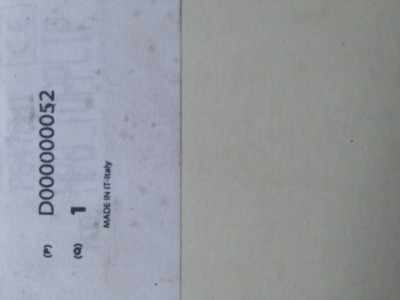 (P) D000000052
(Q) 1
MADE IN IT-Italy